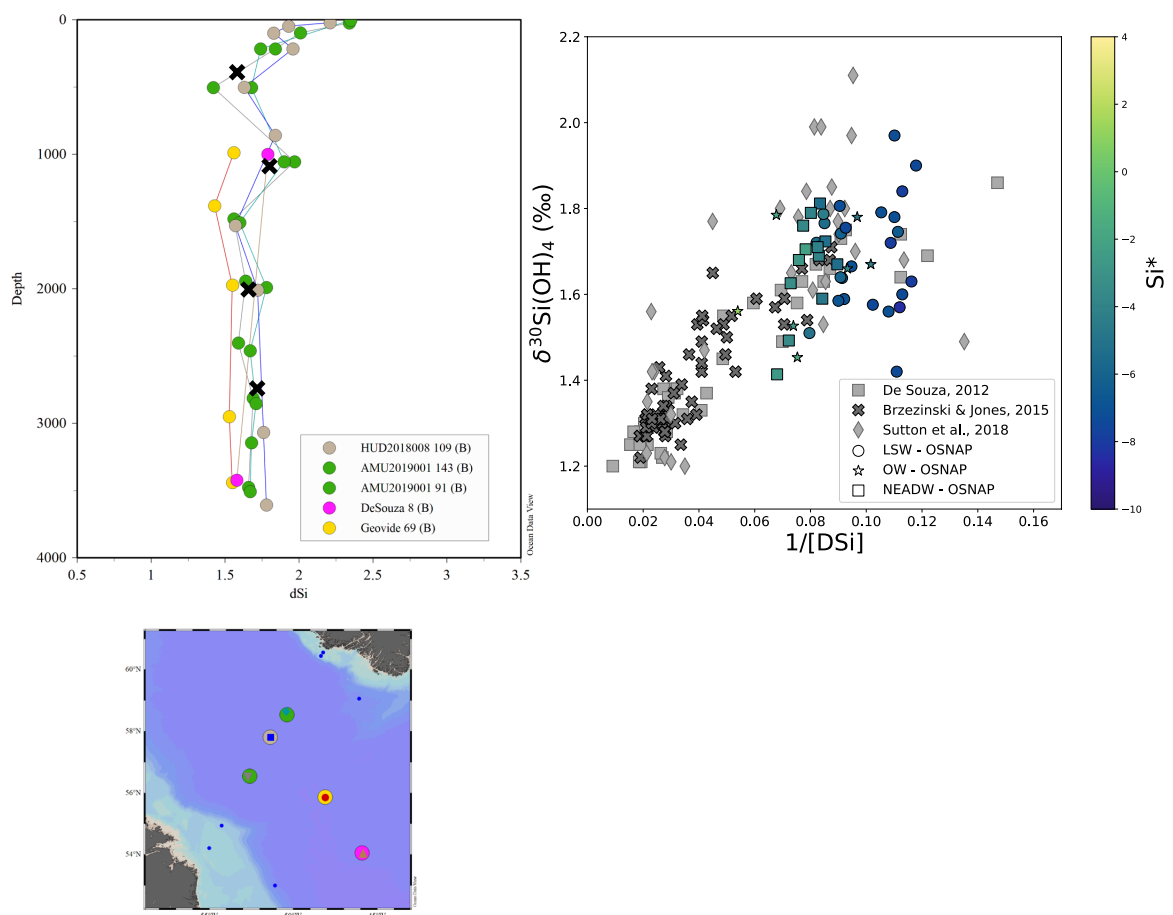 0
1000
2000
3000
4000
Depth
0.5
1
1.5
2
2.5
3
3.5
dSi
HUD2018008 109 (B)
AMU2019001 143 (B)
AMU2019001 91 (B)
DeSouza 8 (B)
Geovide 69 (B)
Ocean Data View
2.2
2.0
1.8
1.6
1.4
1.2
δ³⁰Si(OH)₄ (‰)
0.00
0.02
0.04
0.06
0.08
0.10
0.12
0.14
0.16
1/[DSi]
De Souza, 2012
Brzezinski & Jones, 2015
Sutton et al., 2018
LSW - OSNAP
OW - OSNAP
NEADW - OSNAP
4
2
0
−2
−4
−6
−8
−10
Si*
60°N
58°N
56°N
54°N
Ocean Data View